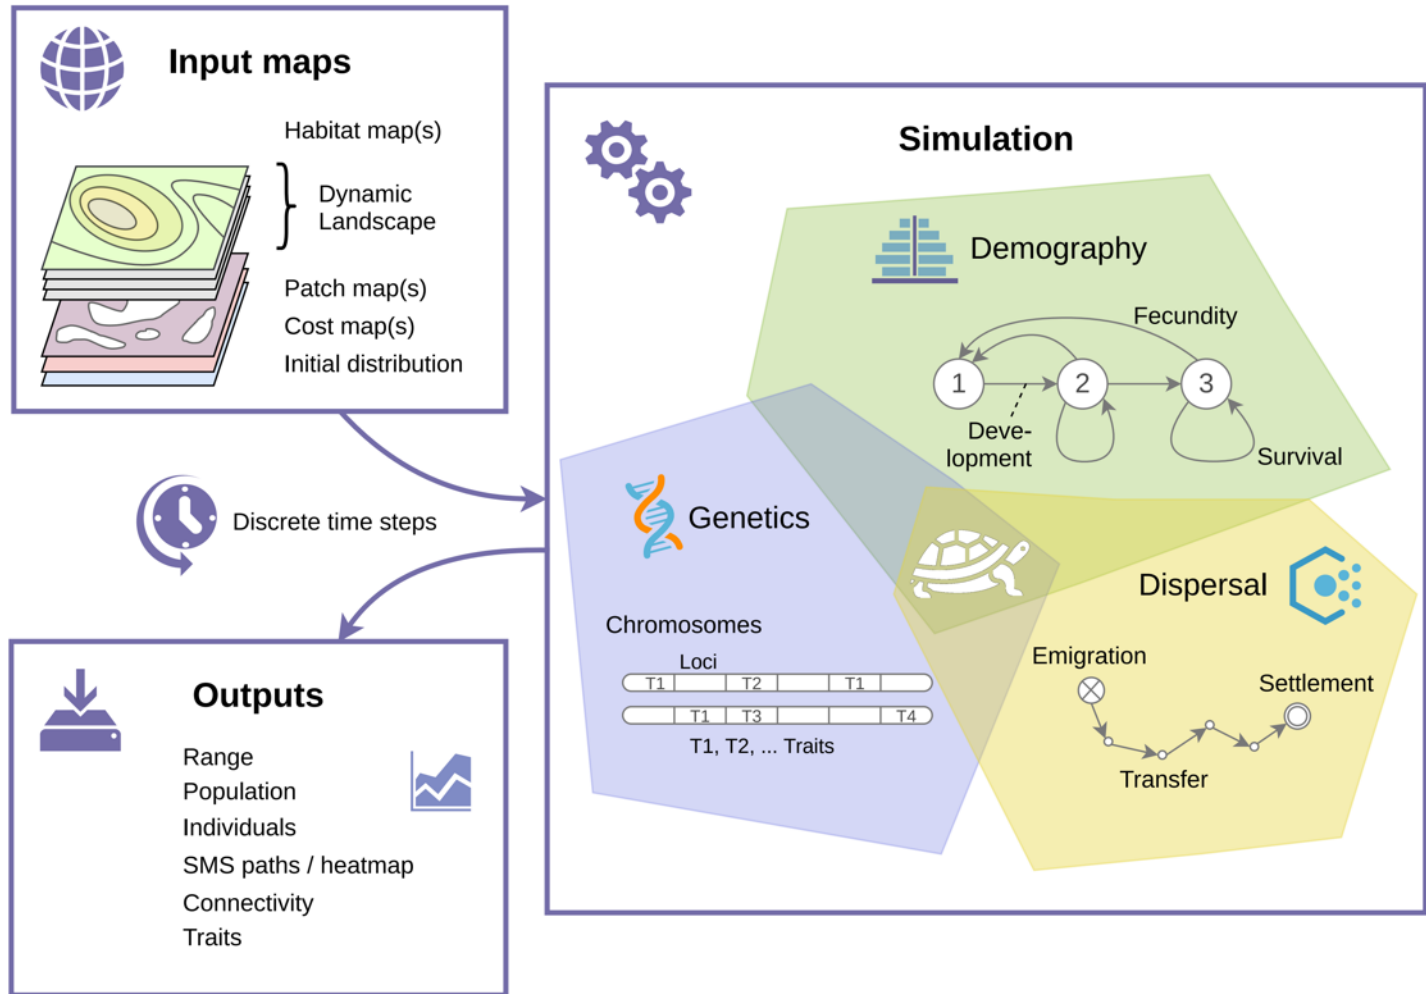 Input maps
Habitat map(s)
Dynamic
Landscape
Patch map(s)
Cost map(s)
Initial distribution
Discrete time steps
Outputs
Range
Population
Individuals
SMS paths / heatmap
Connectivity
Traits
Simulation
Demography
Fecundity
1
2
3
Deve-
lopment
Survival
Genetics
Chromosomes
Loci
T1 T2 T1
T1 T3 T4
T1, T2, ... Traits
Dispersal
Emigration
Settlement
Transfer